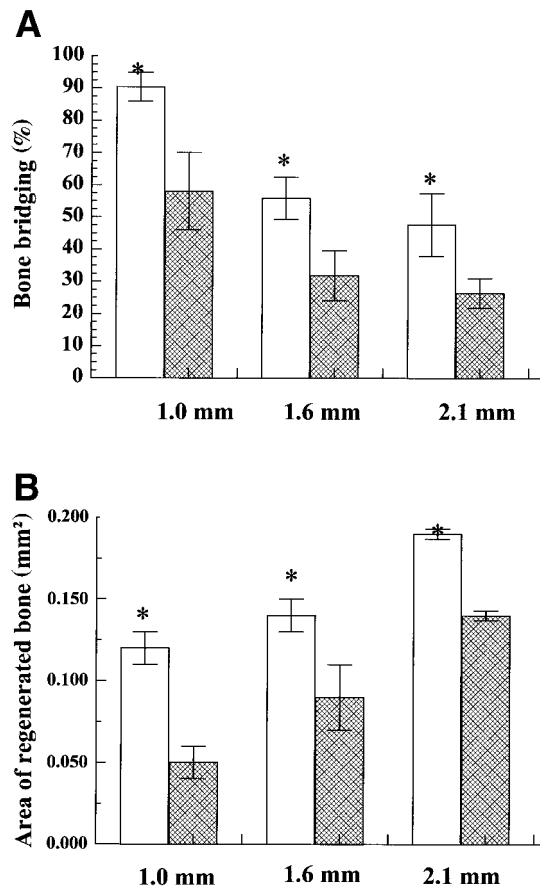 A
Bone bridging (%)
100
90
80
70
60
50
40
30
20
10
0
*
*
*
1.0 mm
1.6 mm
2.1 mm
B
Area of regenerated bone (mm²)
0.200
0.150
0.100
0.050
0.000
*
*
*
1.0 mm
1.6 mm
2.1 mm